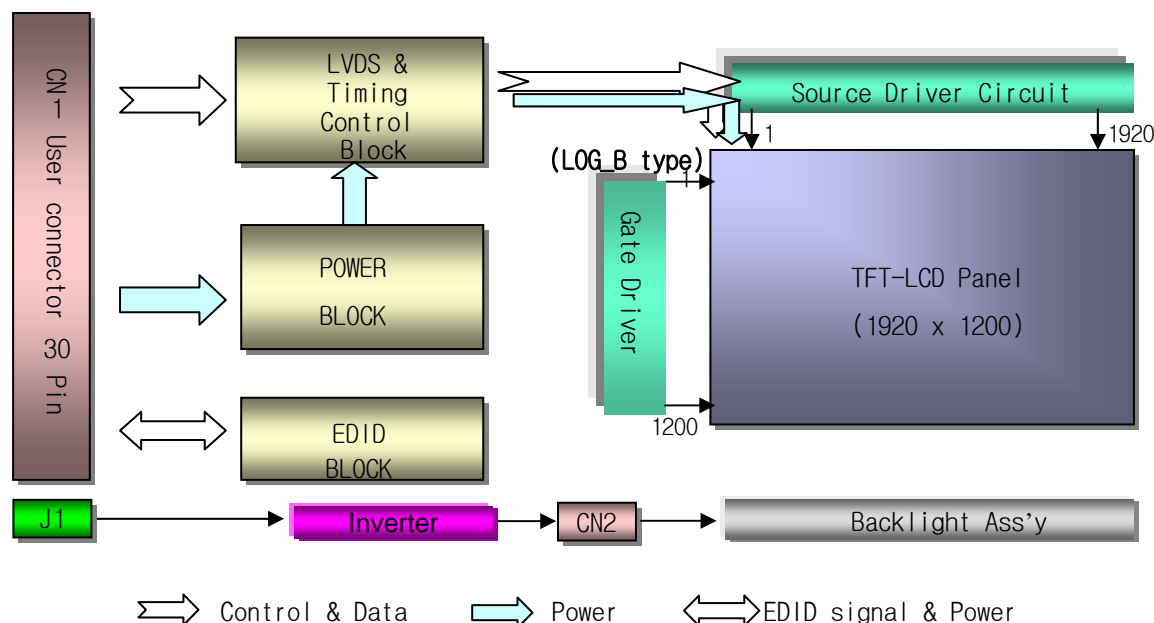 CN-1 User connector 30 Pin
LVDS &
Timing
Control
Block
Source Driver Circuit
1
1920
(LOG_B type)
1
Gate Driver
1200
POWER
BLOCK
TFT-LCD Panel
(1920 x 1200)
EDID
BLOCK
J1
Inverter
CN2
Backlight Ass'y
Control & Data
Power
EDID signal & Power